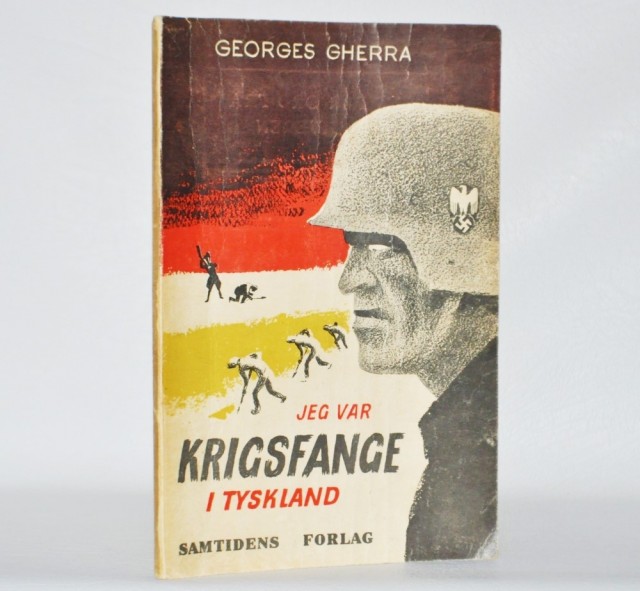 GEORGES GHERRA
JEG VAR
KRIGSFANGE
I TYSKLAND
SAMTIDENS FORLAG